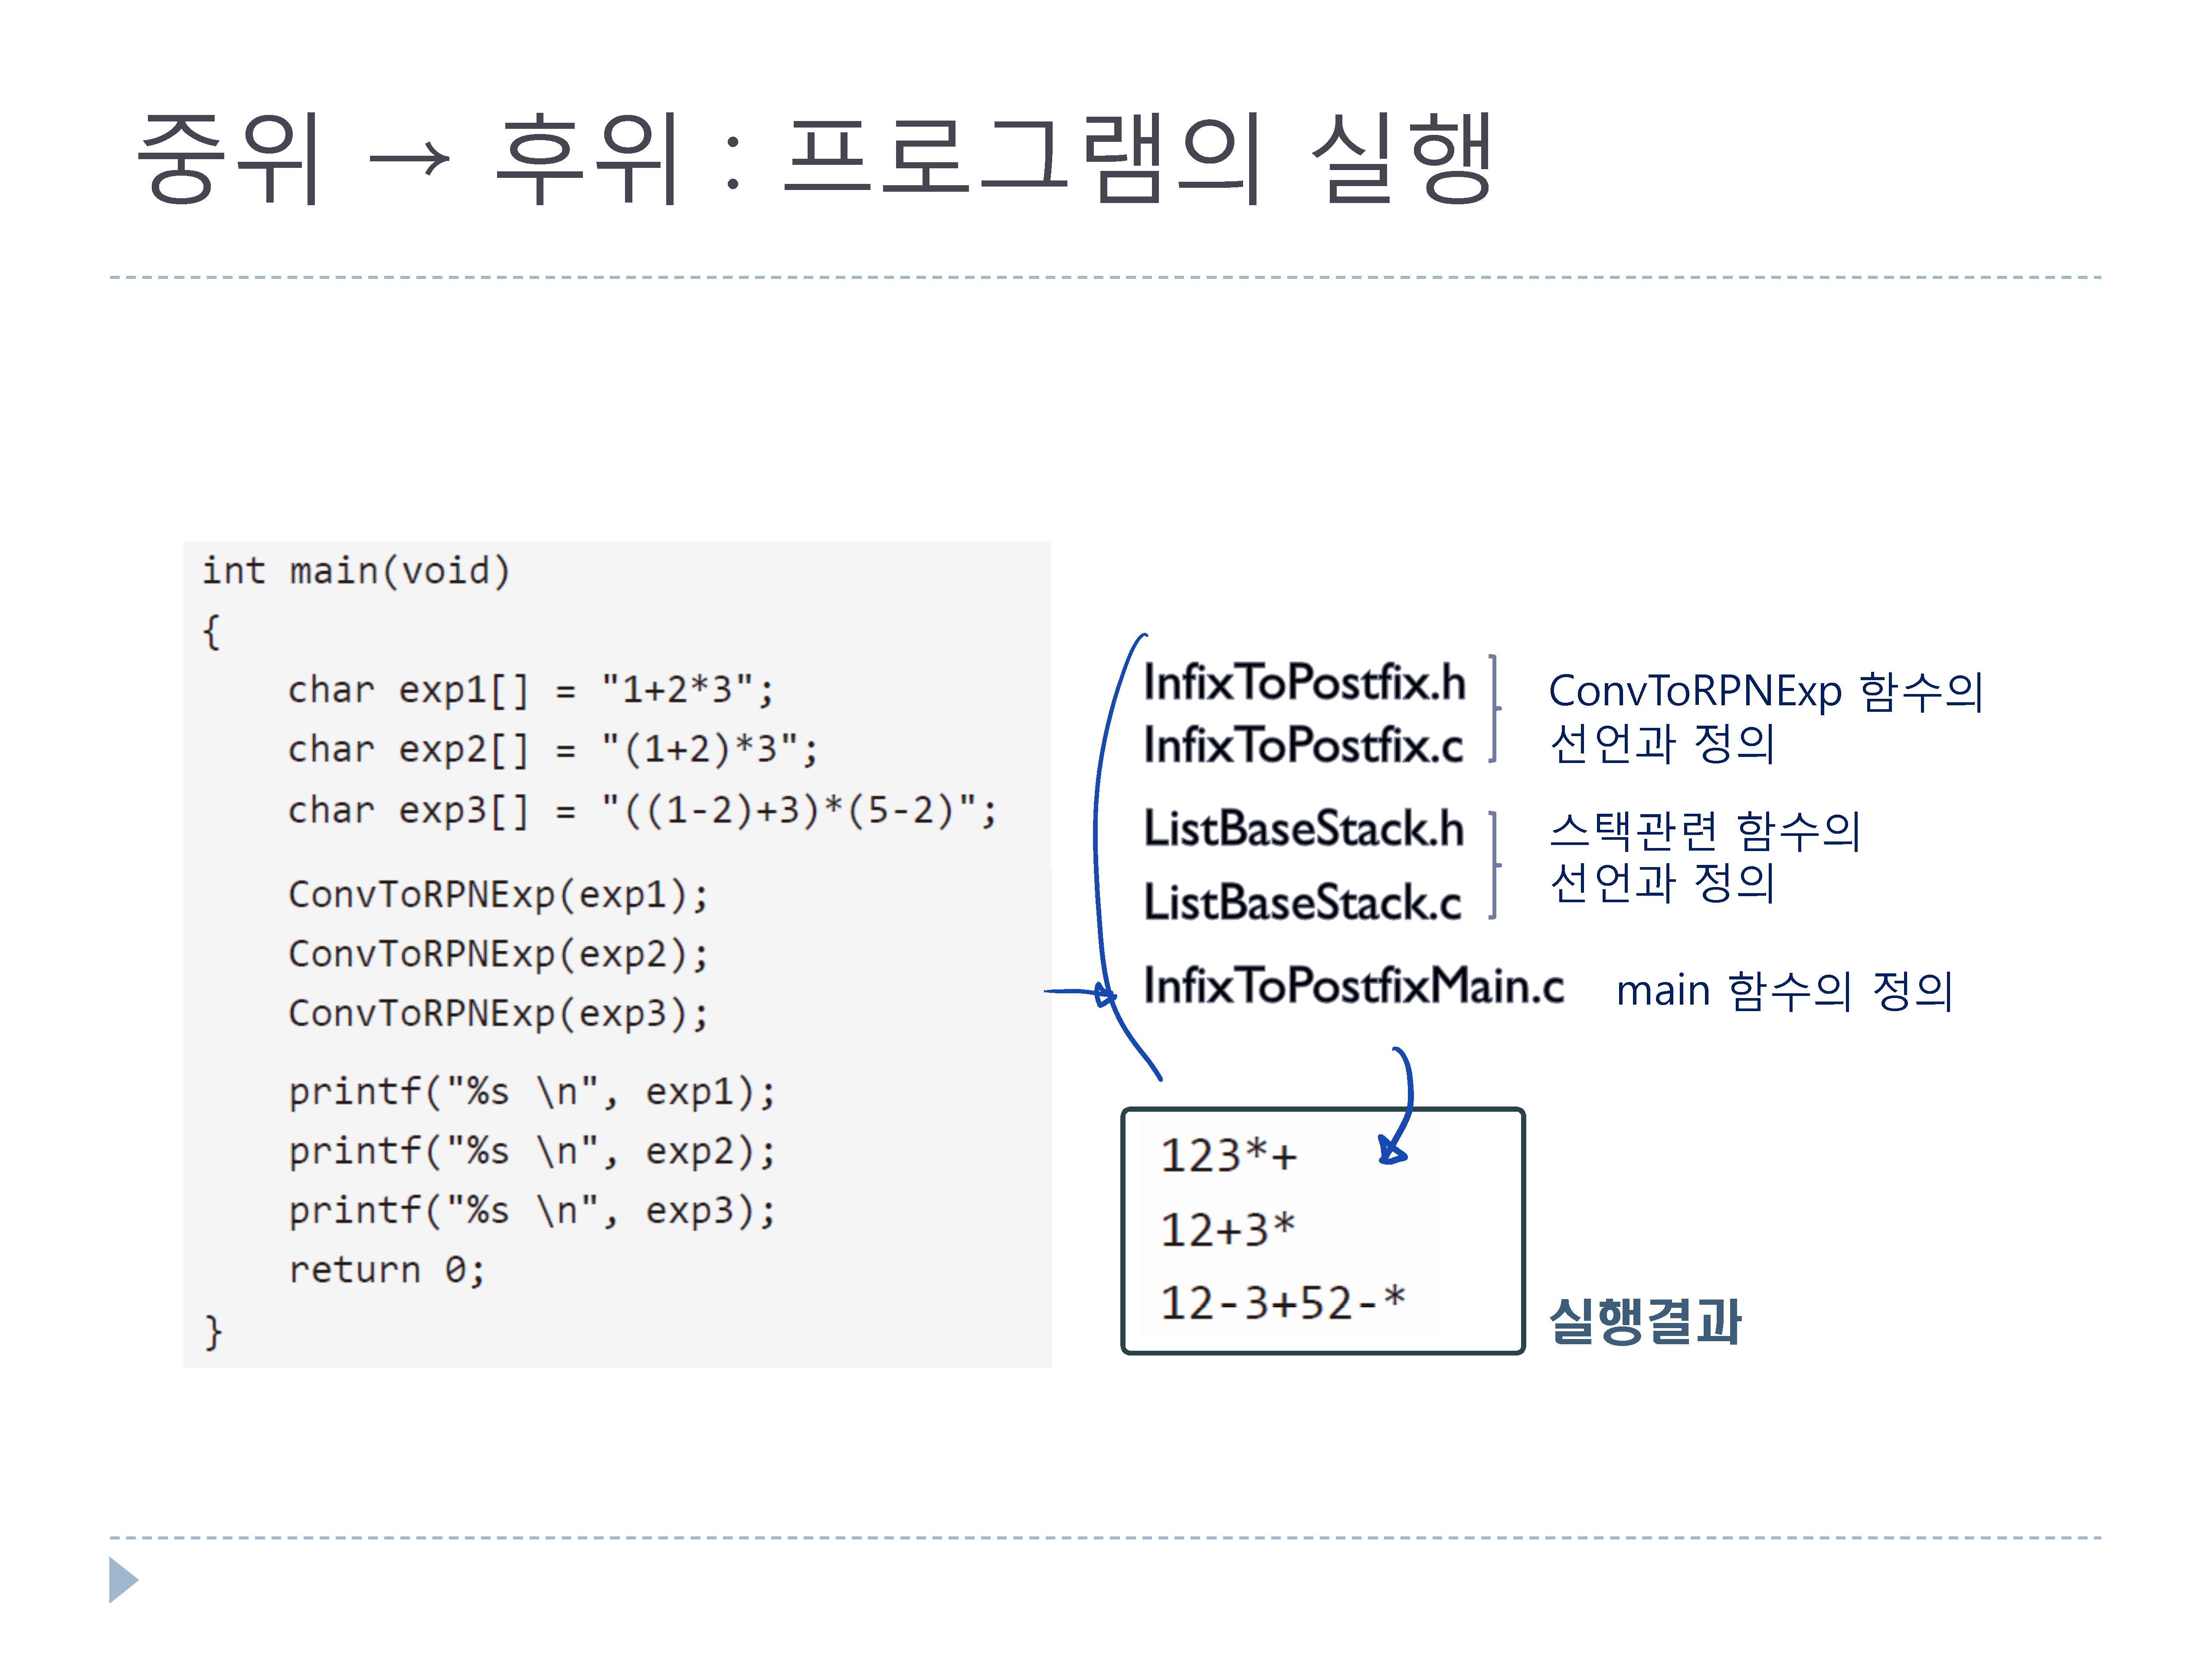 중위 → 후위 : 프로그램의 실행
int main(void)
{
    char exp1[] = "1+2*3";
    char exp2[] = "(1+2)*3";
    char exp3[] = "((1-2)+3)*(5-2)";
    ConvToRPNExp(exp1);
    ConvToRPNExp(exp2);
    ConvToRPNExp(exp3);
    printf("%s \n", exp1);
    printf("%s \n", exp2);
    printf("%s \n", exp3);
    return 0;
}
InfixToPostfix.h
InfixToPostfix.c
ConvToRPNExp 함수의
선언과 정의
ListBaseStack.h
ListBaseStack.c
스택관련 함수의
선언과 정의
InfixToPostfixMain.c main 함수의 정의
123*+
12+3*
12-3+52-*
실행결과